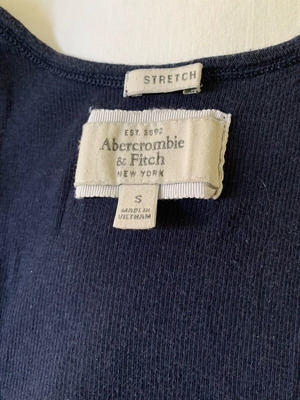 STRETCH
EST. 1892
Abercrombie
& Fitch
NEW YORK
S
MADE IN
VIETNAM